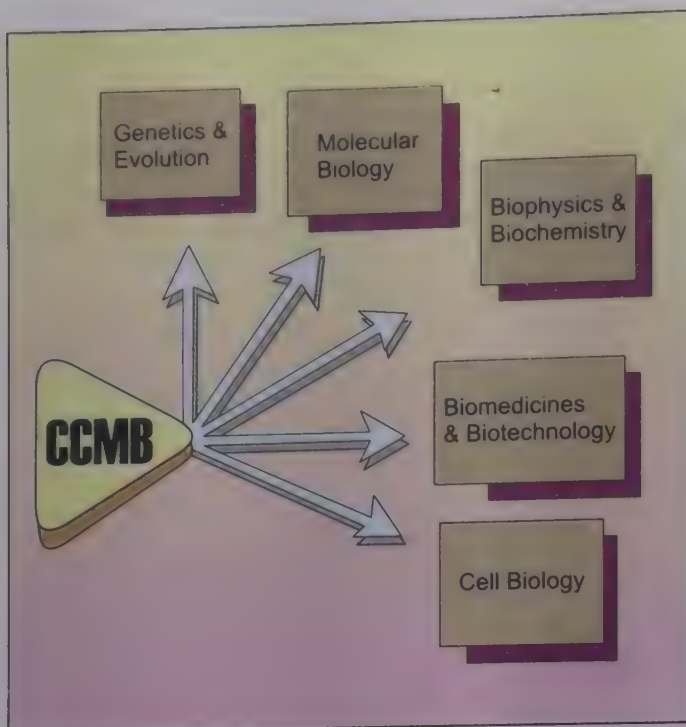 Genetics &
Evolution
Molecular
Biology
Biophysics &
Biochemistry
CCMB
Biomedicines
& Biotechnology
Cell Biology